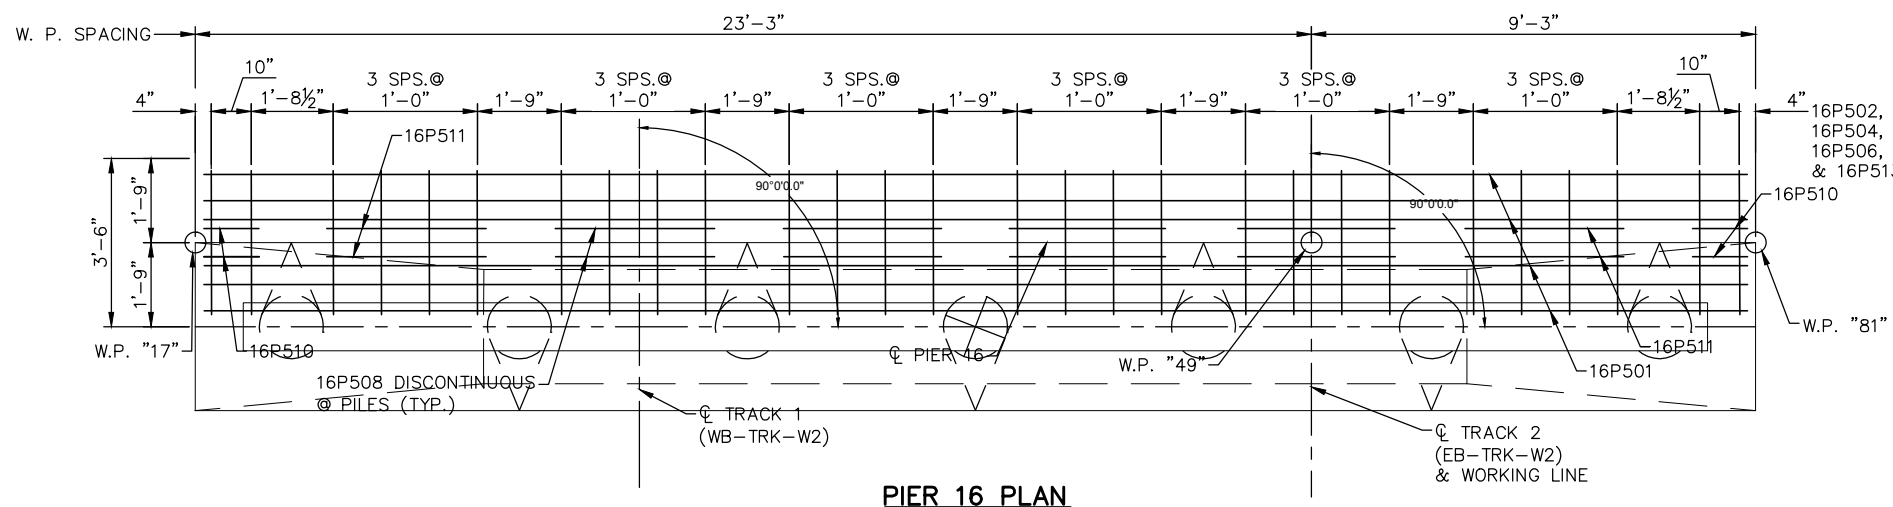 23'-3"
9'-3"
W. P. SPACING
10"
3 SPS.@
3 SPS.@
3 SPS.@
3 SPS.@
3 SPS.@
3 SPS.@
10"
4"
1'-8½"
1'-0"
1'-9"
1'-0"
1'-9"
1'-0"
1'-9"
1'-0"
1'-9"
1'-0"
1'-9"
1'-0"
1'-8½"
4"
16P502,
16P504,
16P506,
& 16P513
16P511
90°0'0.0"
90°0'0.0"
16P510
1'-9"
3'-6"
1'-9"
W.P. "17"
16P510
℄ PIER 16
W.P. "49"
16P511
W.P. "81"
16P501
16P508 DISCONTINUOUS
@ PILES (TYP.)
℄ TRACK 1
(WB-TRK-W2)
℄ TRACK 2
(EB-TRK-W2)
& WORKING LINE
PIER 16 PLAN